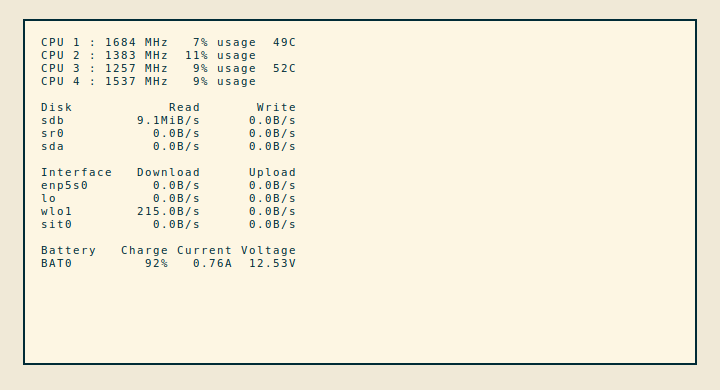 CPU 1 : 1684 MHz   7% usage  49C
CPU 2 : 1383 MHz  11% usage
CPU 3 : 1257 MHz   9% usage  52C
CPU 4 : 1537 MHz   9% usage
Disk            Read       Write
sdb         9.1MiB/s      0.0B/s
sr0           0.0B/s      0.0B/s
sda           0.0B/s      0.0B/s
Interface   Download      Upload
enp5s0        0.0B/s      0.0B/s
lo            0.0B/s      0.0B/s
wlo1        215.0B/s      0.0B/s
sit0          0.0B/s      0.0B/s
Battery   Charge Current Voltage
BAT0         92%   0.76A  12.53V